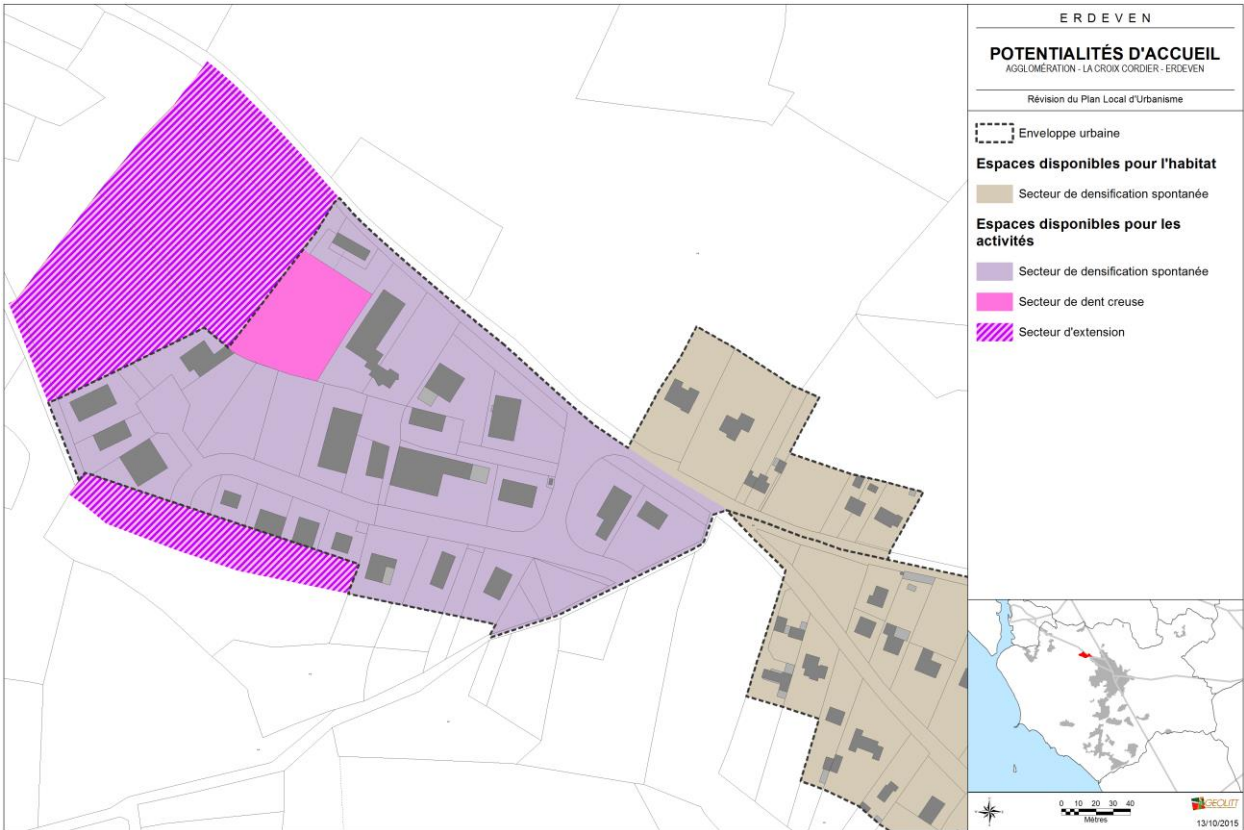 ERDEVEN
POTENTIALITÉS D'ACCUEIL
AGGLOMÉRATION - LA CROIX CORDIER - ERDEVEN
Révision du Plan Local d'Urbanisme
Enveloppe urbaine
Espaces disponibles pour l'habitat
Secteur de densification spontanée
Espaces disponibles pour les
activités
Secteur de densification spontanée
Secteur de dent creuse
Secteur d'extension
0 10 20 30 40
Mètres
GEOLITT
13/10/2015